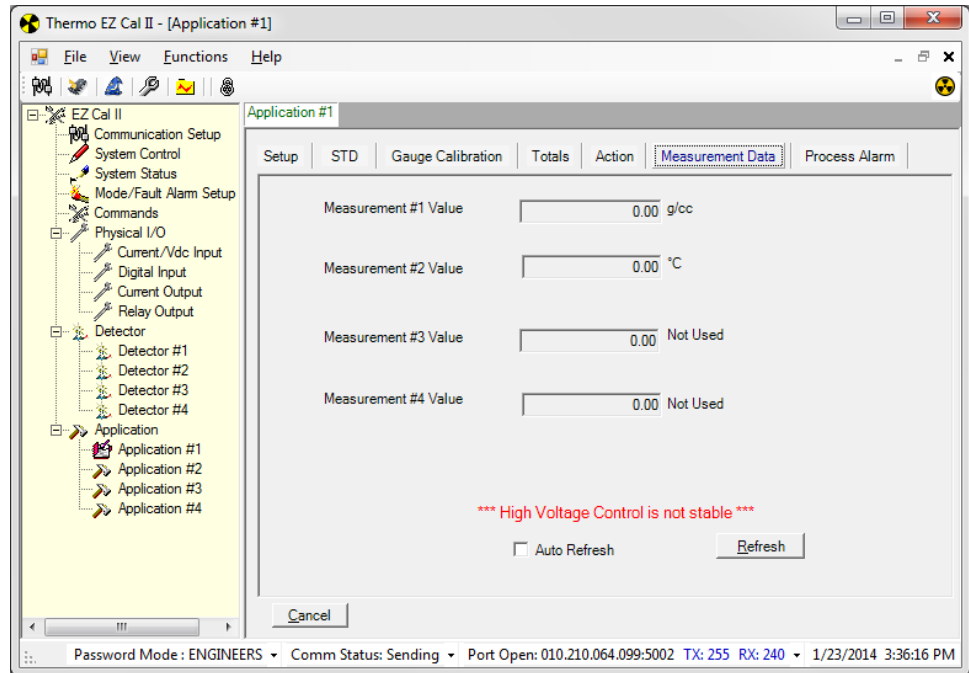 Thermo EZ Cal II - [Application #1]
File View Functions Help
EZ Cal II
Communication Setup
System Control
System Status
Mode/Fault Alarm Setup
Commands
Physical I/O
Current/Vdc Input
Digital Input
Current Output
Relay Output
Detector
Detector #1
Detector #2
Detector #3
Detector #4
Application
Application #1
Application #2
Application #3
Application #4
Application #1
Setup STD Gauge Calibration Totals Action Measurement Data Process Alarm
Measurement #1 Value 0.00 g/cc
Measurement #2 Value 0.00 °C
Measurement #3 Value 0.00 Not Used
Measurement #4 Value 0.00 Not Used
*** High Voltage Control is not stable ***
Auto Refresh Refresh
Cancel
Password Mode : ENGINEERS Comm Status: Sending Port Open: 010.210.064.099:5002 TX: 255 RX: 240 1/23/2014 3:36:16 PM